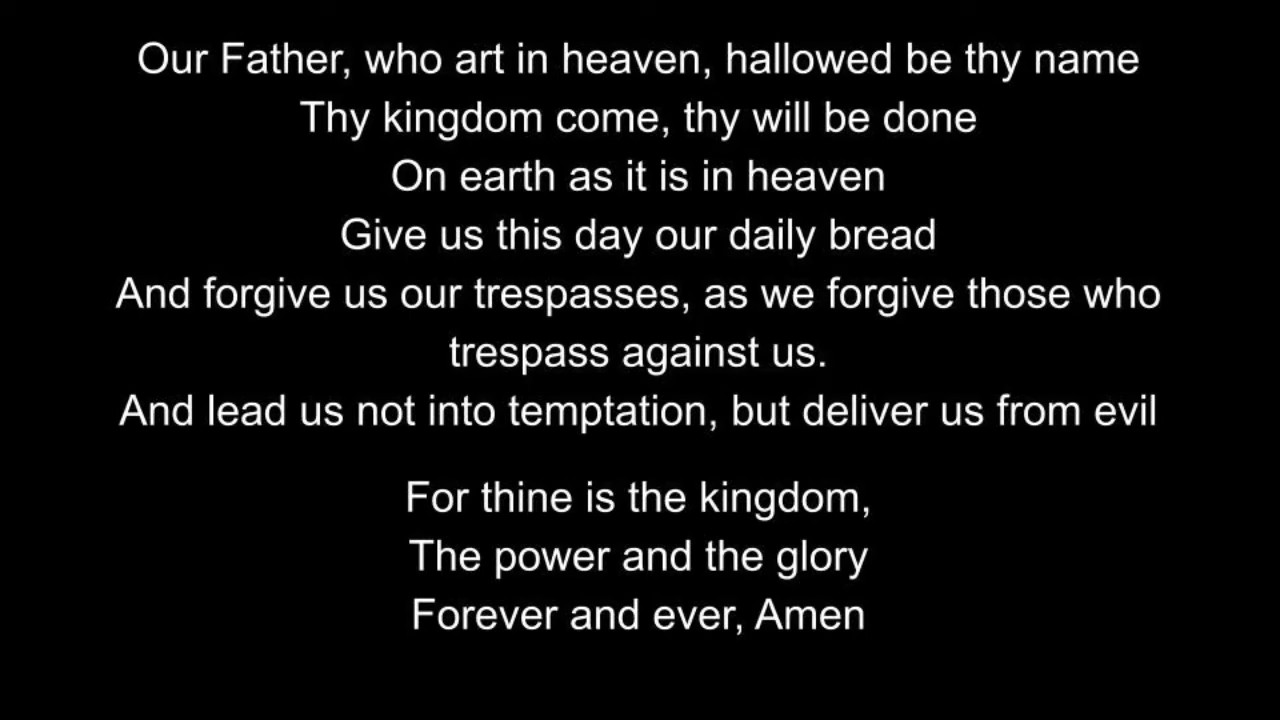 Our Father, who art in heaven, hallowed be thy name
Thy kingdom come, thy will be done
On earth as it is in heaven
Give us this day our daily bread
And forgive us our trespasses, as we forgive those who
trespass against us.
And lead us not into temptation, but deliver us from evil
For thine is the kingdom,
The power and the glory
Forever and ever, Amen